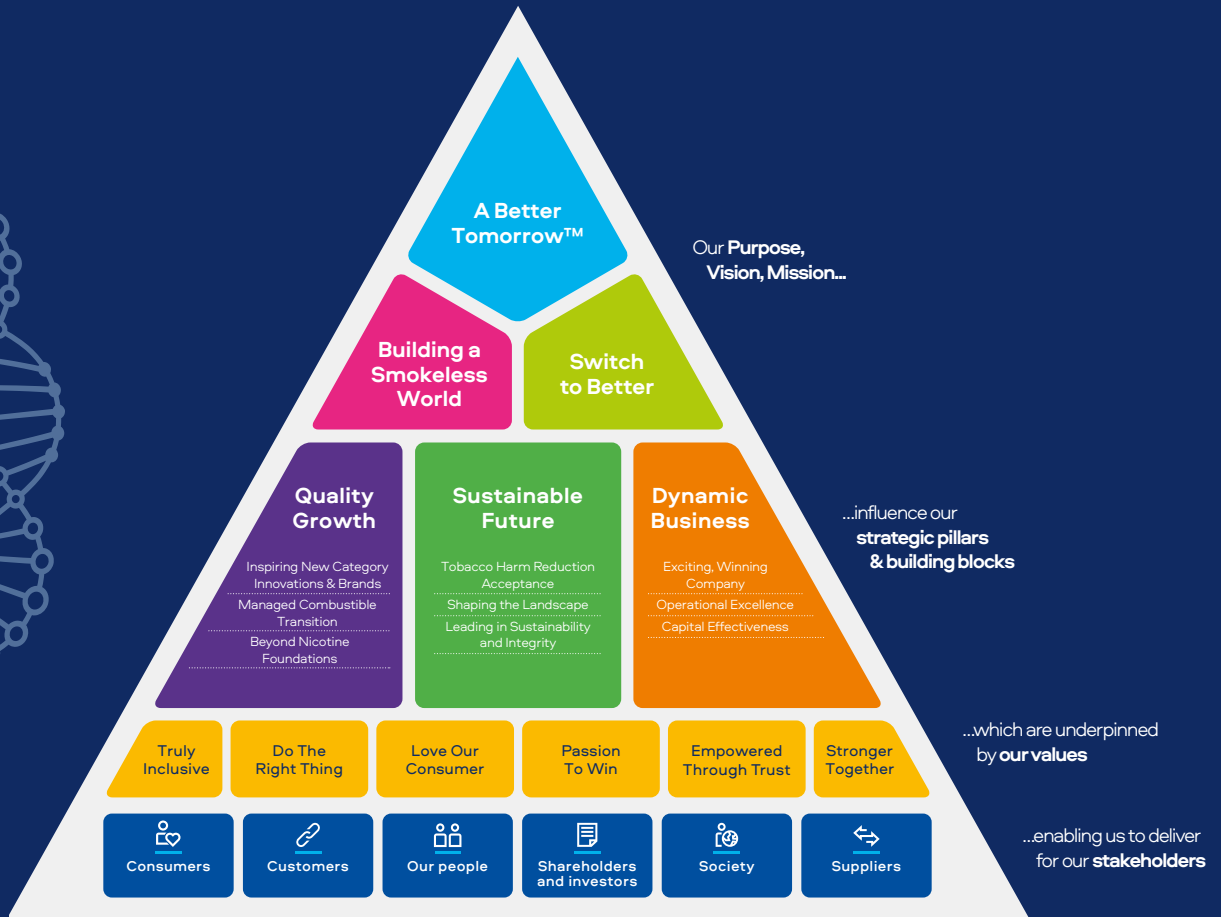 A Better
Tomorrow™
Our Purpose,
Vision, Mission...
Building a
Smokeless
World
Switch
to Better
Quality
Growth
Inspiring New Category
Innovations & Brands
Managed Combustible
Transition
Beyond Nicotine
Foundations
Sustainable
Future
Tobacco Harm Reduction
Acceptance
Shaping the Landscape
Leading in Sustainability
and Integrity
Dynamic
Business
Exciting, Winning
Company
Operational Excellence
Capital Effectiveness
...influence our
strategic pillars
& building blocks
Truly
Inclusive
Do The
Right Thing
Love Our
Consumer
Passion
To Win
Empowered
Through Trust
Stronger
Together
...which are underpinned
by our values
Consumers
Customers
Our people
Shareholders
and investors
Society
Suppliers
...enabling us to deliver
for our stakeholders